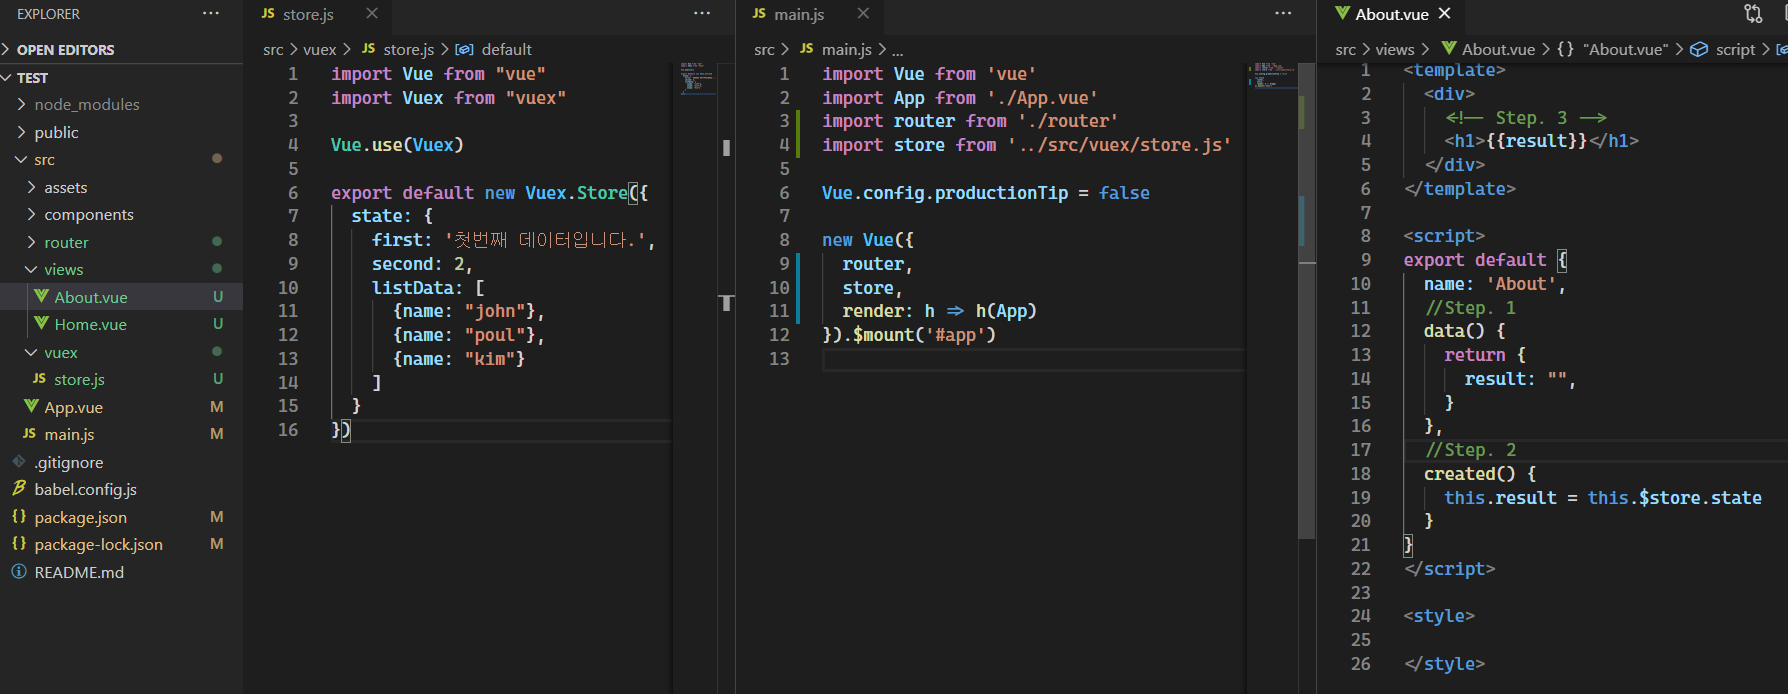 EXPLORER
OPEN EDITORS
TEST
node_modules
public
src
assets
components
router
views
About.vue U
Home.vue U
vuex
JS store.js U
App.vue M
JS main.js M
.gitignore
babel.config.js
{} package.json M
{} package-lock.json M
README.md
JS store.js
src > vuex > JS store.js > default
1 import Vue from "vue"
2 import Vuex from "vuex"
3
4 Vue.use(Vuex)
5
6 export default new Vuex.Store({
7 state: {
8 first: '첫번째 데이터입니다.',
9 second: 2,
10 listData: [
11 {name: "john"},
12 {name: "poul"},
13 {name: "kim"}
14 ]
15 }
16 })
JS main.js
src > JS main.js > ...
1 import Vue from 'vue'
2 import App from './App.vue'
3 import router from './router'
4 import store from '../src/vuex/store.js'
5
6 Vue.config.productionTip = false
7
8 new Vue({
9 router,
10 store,
11 render: h => h(App)
12 }).$mount('#app')
13
About.vue
src > views > About.vue > {} "About.vue" > script >
1 <template>
2 <div>
3 <!-- Step. 3 -->
4 <h1>{{result}}</h1>
5 </div>
6 </template>
7
8 <script>
9 export default {
10 name: 'About',
11 //Step. 1
12 data() {
13 return {
14 result: "",
15 }
16 },
17 //Step. 2
18 created() {
19 this.result = this.$store.state
20 }
21 }
22 </script>
23
24 <style>
25
26 </style>